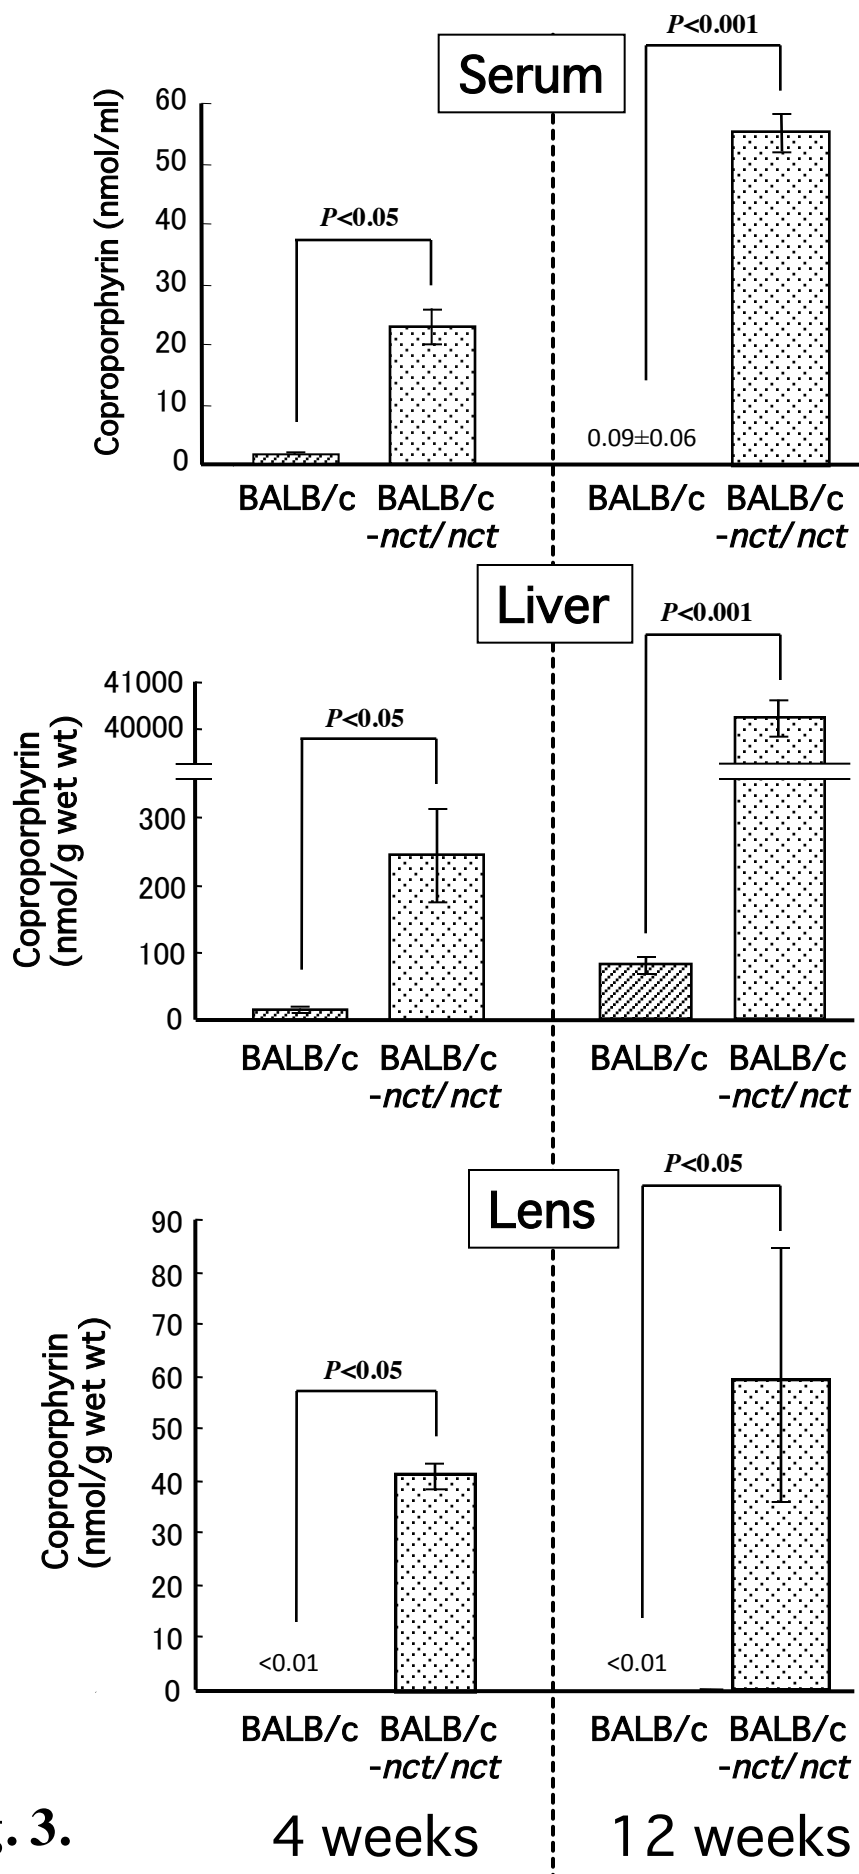 P<0.001
Serum
Coproporphyrin (nmol/ml)
60
50
40
30
20
10
0
P<0.05
0.09±0.06
BALB/c BALB/c BALB/c BALB/c
-nct/nct -nct/nct
Liver
P<0.001
Coproporphyrin
(nmol/g wet wt)
41000
40000
300
200
100
0
P<0.05
BALB/c BALB/c BALB/c BALB/c
-nct/nct -nct/nct
P<0.05
Lens
Coproporphyrin
(nmol/g wet wt)
90
80
70
60
50
40
30
20
10
0
P<0.05
<0.01 <0.01
BALB/c BALB/c BALB/c BALB/c
-nct/nct -nct/nct
. 3. 4 weeks 12 weeks